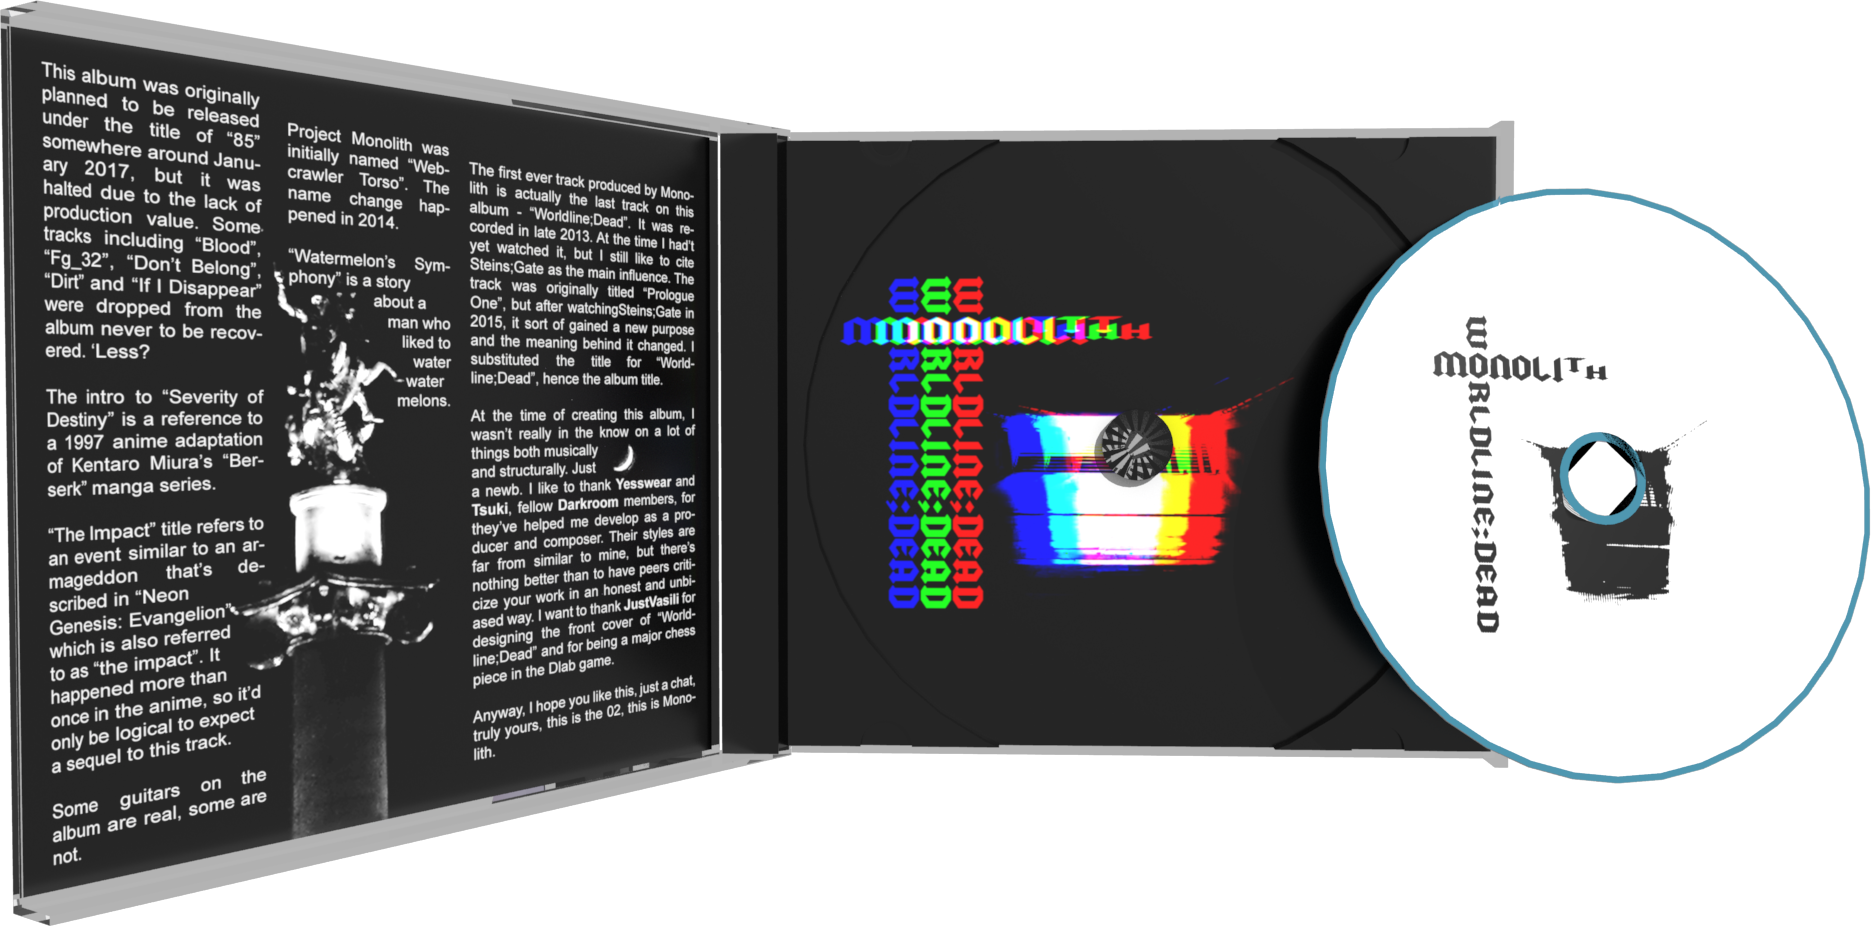 This album was originally
planned to be released
under the title of “85”
somewhere around Janu-
ary 2017, but it was
halted due to the lack of
production value. Some
tracks including “Blood”,
“Fg_32”, “Don’t Belong”,
“Dirt” and “If I Disappear”
were dropped from the
album never to be recov-
ered. ‘Less?
The intro to “Severity of
Destiny” is a reference to
a 1997 anime adaptation
of Kentaro Miura’s “Ber-
serk” manga series.
“The Impact” title refers to
an event similar to an ar-
mageddon that’s de-
scribed in “Neon
Genesis: Evangelion”
which is also referred
to as “the impact”. It
happened more than
once in the anime, so it’d
only be logical to expect
a sequel to this track.
Some guitars on the
album are real, some are
not.
Project Monolith was
initially named “Web-
crawler Torso”. The
name change hap-
pened in 2014.
“Watermelon’s Sym-
phony” is a story
about a
man who
liked to
water
water
melons.
The first ever track produced by Mono-
lith is actually the last track on this
album - “Worldline;Dead”. It was re-
corded in late 2013. At the time I had’t
yet watched it, but I still like to cite
Steins;Gate as the main influence. The
track was originally titled “Prologue
One”, but after watchingSteins;Gate in
2015, it sort of gained a new purpose
and the meaning behind it changed. I
substituted the title for “World-
line;Dead”, hence the album title.
At the time of creating this album, I
wasn’t really in the know on a lot of
things both musically
and structurally. Just
a newb. I like to thank Yesswear and
Tsuki, fellow Darkroom members, for
they’ve helped me develop as a pro-
ducer and composer. Their styles are
far from similar to mine, but there’s
nothing better than to have peers criti-
cize your work in an honest and unbi-
ased way. I want to thank JustVasili for
designing the front cover of “World-
line;Dead” and for being a major chess
piece in the Dlab game.
Anyway, I hope you like this, just a chat,
truly yours, this is the 02, this is Mono-
lith.
MONOLITH
WORLDLINE;DEAD
MONOLITH
WORLDLINE;DEAD